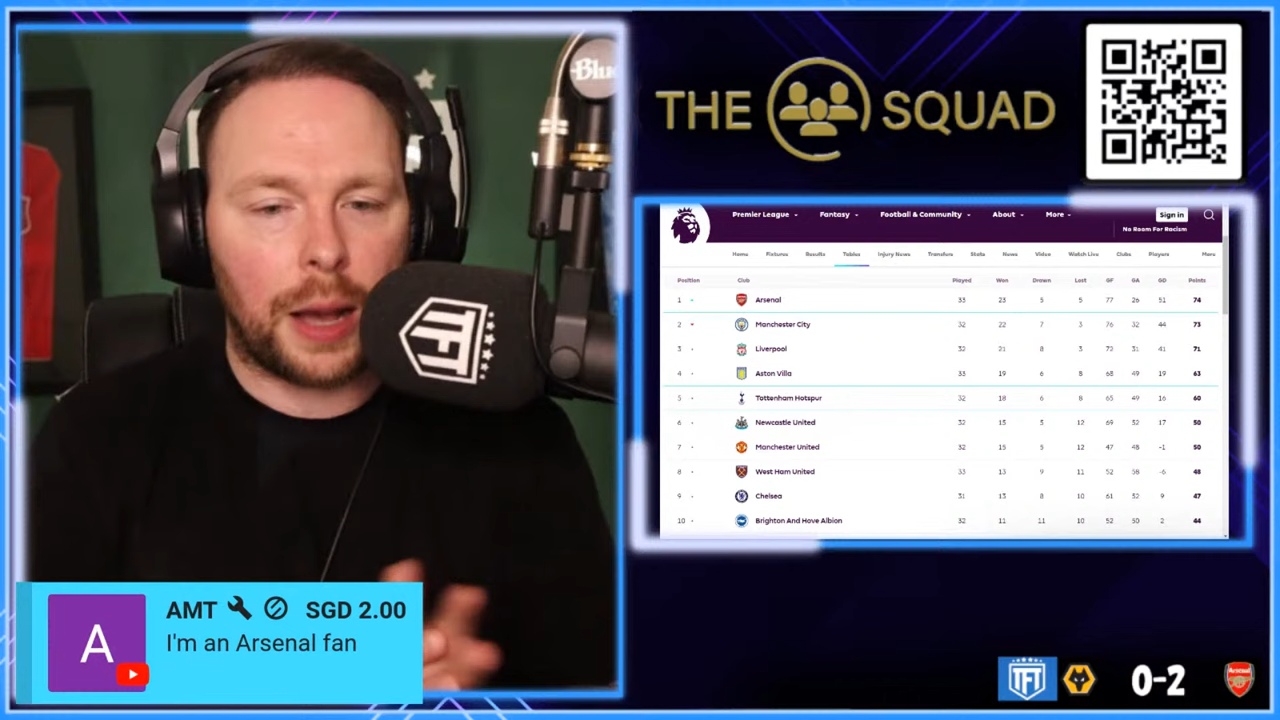 Blue
TFT
THE SQUAD
Premier League Fantasy Football & Community About More Sign in
No Room For Racism
Home Fixtures Results Tables Injury News Transfers Stats News Video Watch Live Clubs Players More
Position Club Played Won Drawn Lost GF GA GD Points
1 Arsenal 33 23 5 5 77 26 51 74
2 Manchester City 32 22 7 3 76 32 44 73
3 Liverpool 32 21 8 3 72 31 41 71
4 Aston Villa 33 19 6 8 68 49 19 63
5 Tottenham Hotspur 32 18 6 8 65 49 16 60
6 Newcastle United 32 15 5 12 69 52 17 50
7 Manchester United 32 15 5 12 47 48 -1 50
8 West Ham United 33 13 9 11 52 58 -6 48
9 Chelsea 31 13 8 10 61 52 9 47
10 Brighton And Hove Albion 32 11 11 10 52 50 2 44
A AMT SGD 2.00
I'm an Arsenal fan
TFT 0-2 Arsenal